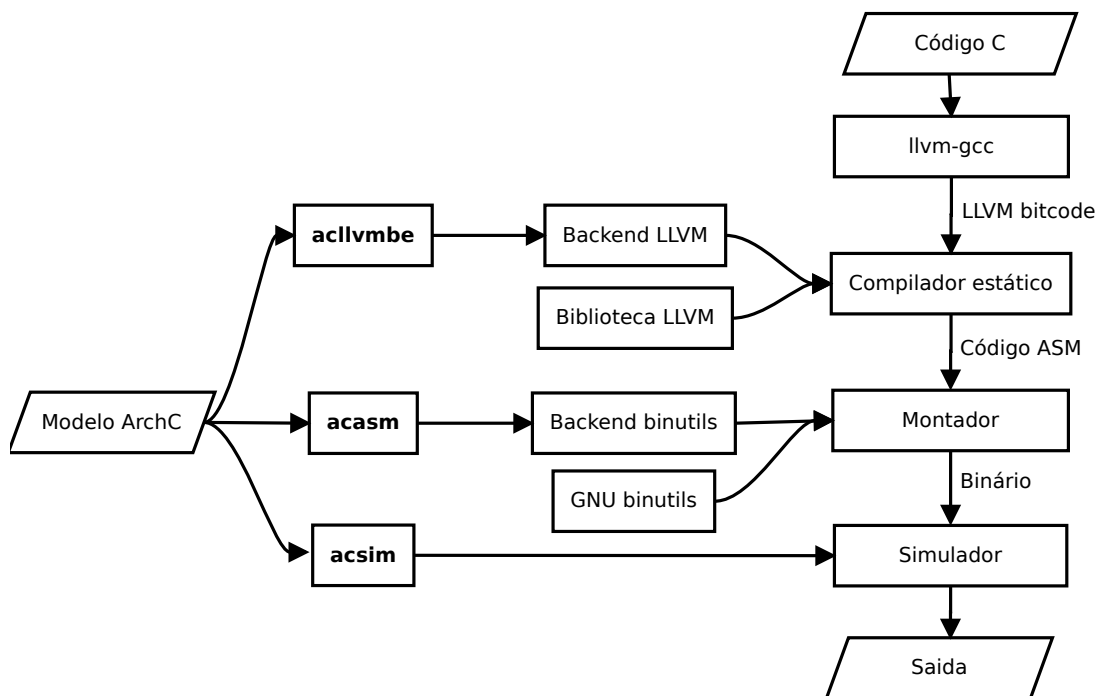 Código C
llvm-gcc
LLVM bitcode
acllvmbe
Backend LLVM
Compilador estático
Biblioteca LLVM
Código ASM
Modelo ArchC
acasm
Backend binutils
Montador
GNU binutils
Binário
acsim
Simulador
Saida